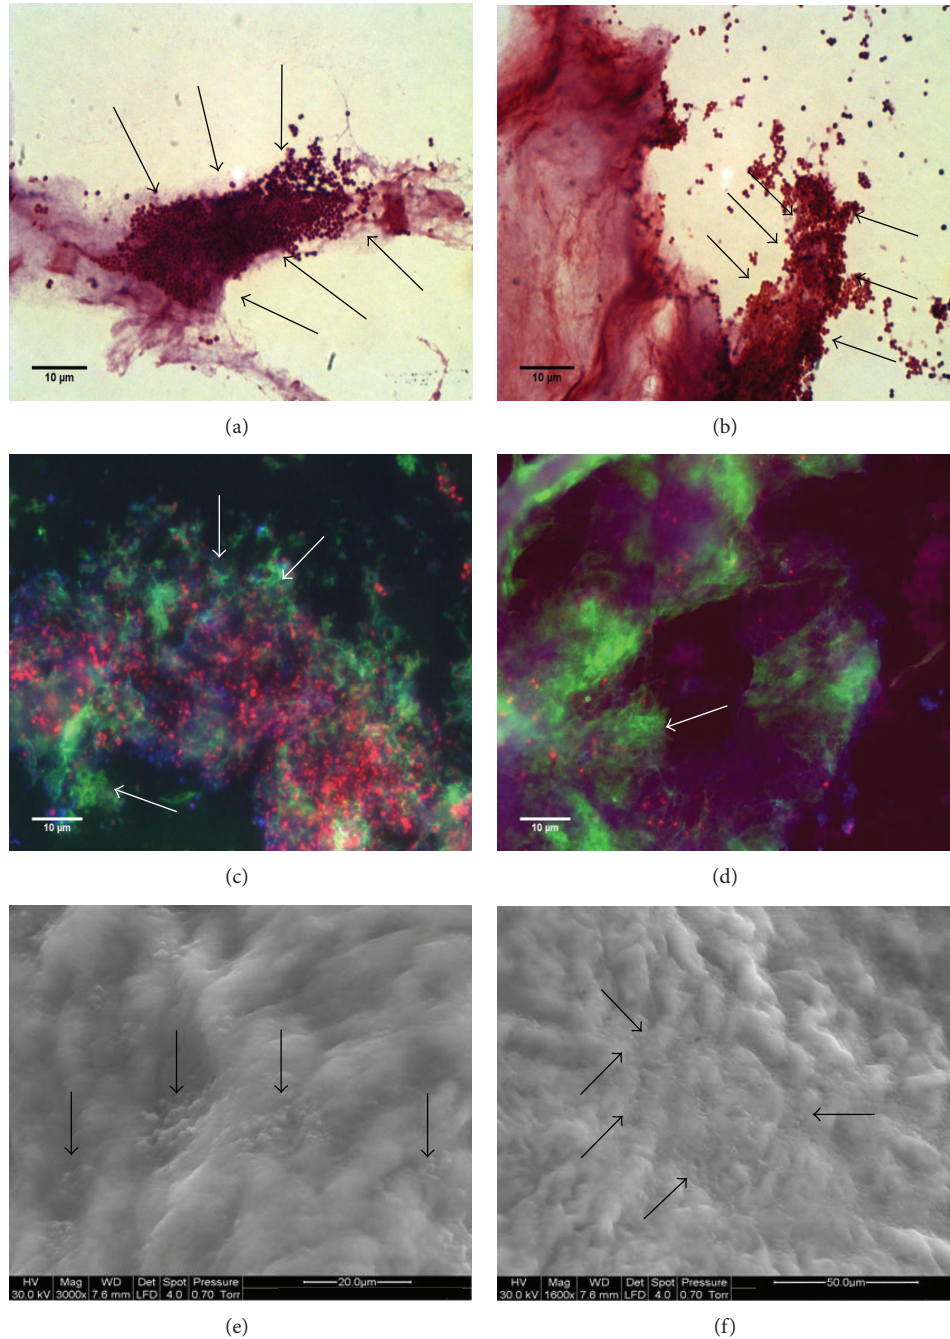 10 µm
10 µm
(a)
(b)
10 µm
10 µm
(c)
(d)
HV Mag WD Det Spot Pressure 20.0µm
30.0 kV 3000x 7.6 mm LFD 4.0 0.70 Torr
HV Mag WD Det Spot Pressure 50.0µm
30.0 kV 1600x 7.6 mm LFD 4.0 0.70 Torr
(e)
(f)